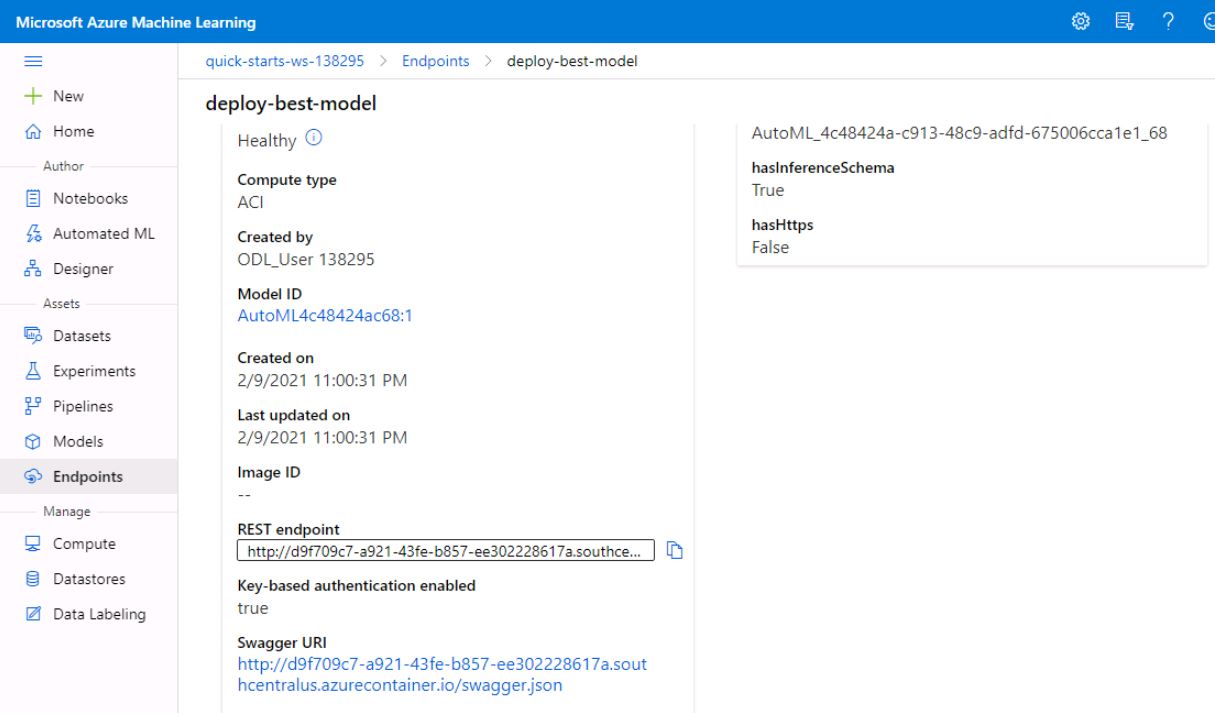 Microsoft Azure Machine Learning
quick-starts-ws-138295 > Endpoints > deploy-best-model
New
Home
Author
Notebooks
Automated ML
Designer
Assets
Datasets
Experiments
Pipelines
Models
Endpoints
Manage
Compute
Datastores
Data Labeling
deploy-best-model
Healthy
Compute type
ACI
Created by
ODL_User 138295
Model ID
AutoML4c48424ac68:1
Created on
2/9/2021 11:00:31 PM
Last updated on
2/9/2021 11:00:31 PM
Image ID
--
REST endpoint
http://d9f709c7-a921-43fe-b857-ee302228617a.southce...
Key-based authentication enabled
true
Swagger URI
http://d9f709c7-a921-43fe-b857-ee302228617a.sout
hcentralus.azurecontainer.io/swagger.json
AutoML_4c48424a-c913-48c9-adfd-675006cca1e1_68
hasInferenceSchema
True
hasHttps
False